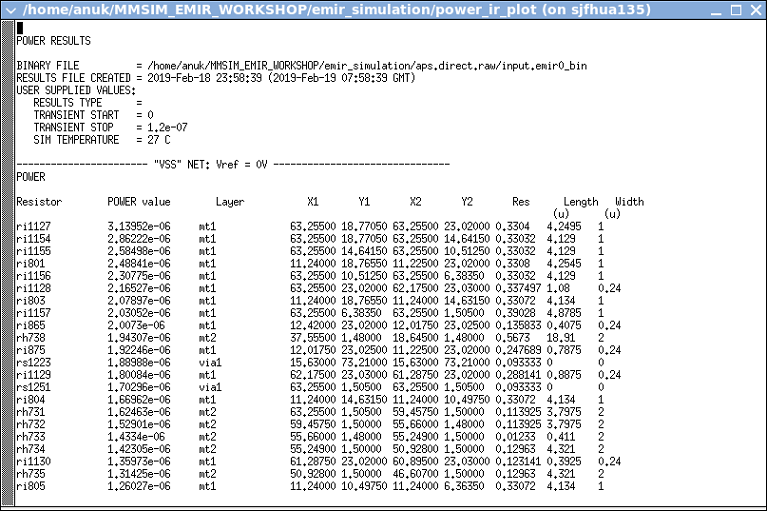 /home/anuk/MMSIM_EMIR_WORKSHOP/emir_simulation/power_ir_plot (on sjfhua135)
POWER RESULTS
BINARY FILE = /home/anuk/MMSIM_EMIR_WORKSHOP/emir_simulation/aps.direct.raw/input.emir0_bin
RESULTS FILE CREATED = 2019-Feb-18 23:58:39 (2019-Feb-19 07:58:39 GMT)
USER SUPPLIED VALUES:
RESULTS TYPE =
TRANSIENT START = 0
TRANSIENT STOP = 1.2e-07
SIM TEMPERATURE = 27 C
----------------------- "VSS" NET: Vref = 0V -------------------------------
POWER
Resistor POWER value Layer X1 Y1 X2 Y2 Res Length Width
(u) (u)
ri1127 3.13952e-06 mt1 63.25500 18.77050 63.25500 23.02000 0.3304 4.2495 1
ri1154 2.86222e-06 mt1 63.25500 18.77050 63.25500 14.64150 0.33032 4.129 1
ri1155 2.58498e-06 mt1 63.25500 14.64150 63.25500 10.51250 0.33032 4.129 1
ri801 2.48841e-06 mt1 11.24000 18.76550 11.22500 23.02000 0.3308 4.2545 1
ri1156 2.30775e-06 mt1 63.25500 10.51250 63.25500 6.38350 0.33032 4.129 1
ri1128 2.16527e-06 mt1 63.25500 23.02000 62.17500 23.03000 0.337497 1.08 0.24
ri803 2.07897e-06 mt1 11.24000 18.76550 11.24000 14.63150 0.33072 4.134 1
ri1157 2.03052e-06 mt1 63.25500 6.38350 63.25500 1.50500 0.39028 4.8785 1
ri865 2.0073e-06 mt1 12.42000 23.02000 12.01750 23.02500 0.135833 0.4075 0.24
rh738 1.94307e-06 mt2 37.55500 1.48000 18.64500 1.48000 0.5673 18.91 2
ri875 1.92246e-06 mt1 12.01750 23.02500 11.22500 23.02000 0.247689 0.7875 0.24
rs1223 1.88988e-06 via1 15.63000 73.21000 15.63000 73.21000 0.093333 0 0
ri1129 1.80084e-06 mt1 62.17500 23.03000 61.28750 23.02000 0.288141 0.8875 0.24
rs1251 1.70296e-06 via1 63.25500 1.50500 63.25500 1.50500 0.093333 0 0
ri804 1.66962e-06 mt1 11.24000 14.63150 11.24000 10.49750 0.33072 4.134 1
rh731 1.62463e-06 mt2 63.25500 1.50500 59.45750 1.50000 0.113925 3.7975 2
rh732 1.52901e-06 mt2 59.45750 1.50000 55.66000 1.48000 0.113925 3.7975 2
rh733 1.4334e-06 mt2 55.66000 1.48000 55.24900 1.50000 0.01233 0.411 2
rh734 1.42305e-06 mt2 55.24900 1.50000 50.92800 1.50000 0.12963 4.321 2
ri1130 1.35973e-06 mt1 61.28750 23.02000 60.89500 23.03000 0.123141 0.3925 0.24
rh735 1.31425e-06 mt2 50.92800 1.50000 46.60700 1.50000 0.12963 4.321 2
ri805 1.26027e-06 mt1 11.24000 10.49750 11.24000 6.36350 0.33072 4.134 1